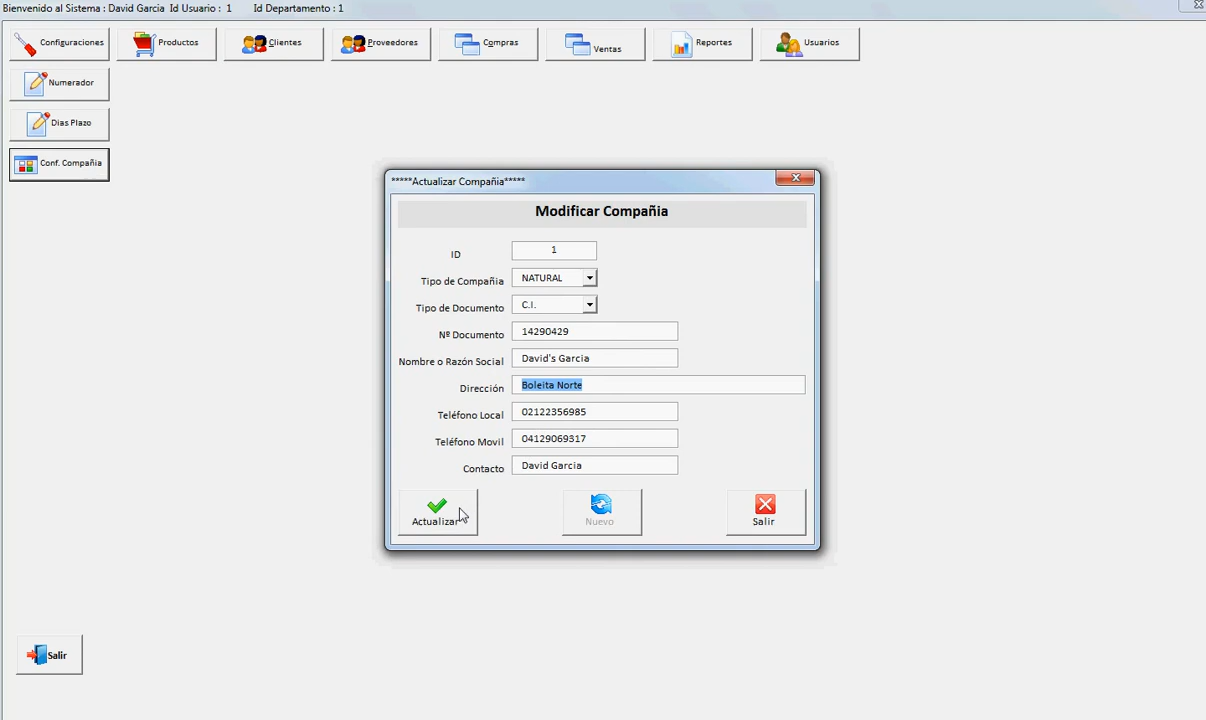 Bienvenido al Sistema : David Garcia Id Usuario : 1 Id Departamento : 1
Configuraciones Productos Clientes Proveedores Compras Ventas Reportes Usuarios
Numerador
Dias Plazo
Conf. Compañia
*****Actualizar Compañia*****
Modificar Compañia
ID 1
Tipo de Compañia NATURAL
Tipo de Documento C.I.
Nº Documento 14290429
Nombre o Razón Social David's Garcia
Dirección Boleita Norte
Teléfono Local 02122356985
Teléfono Movil 04129069317
Contacto David Garcia
Actualizar Nuevo Salir
Salir